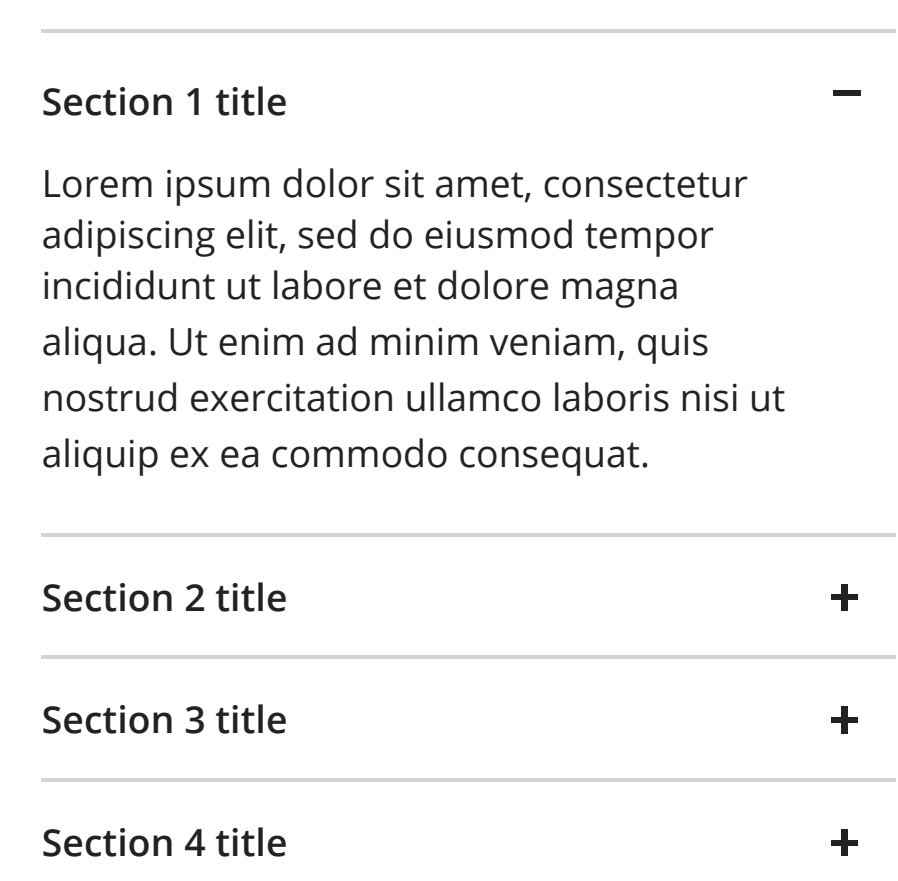 Section 1 title
Lorem ipsum dolor sit amet, consectetur
adipiscing elit, sed do eiusmod tempor
incididunt ut labore et dolore magna
aliqua. Ut enim ad minim veniam, quis
nostrud exercitation ullamco laboris nisi ut
aliquip ex ea commodo consequat.
Section 2 title
Section 3 title
Section 4 title